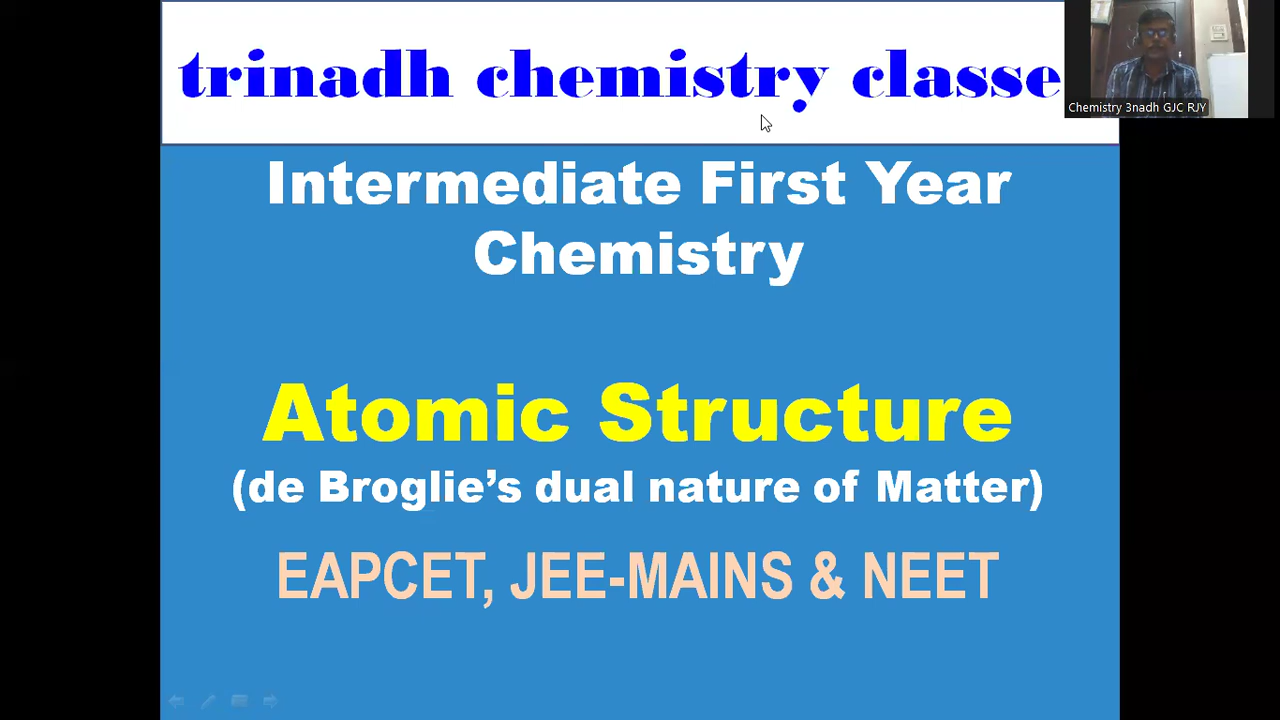 trinadh chemistry classe
Chemistry 3nadh GJC RJY
Intermediate First Year
Chemistry
Atomic Structure
(de Broglie’s dual nature of Matter)
EAPCET, JEE-MAINS & NEET